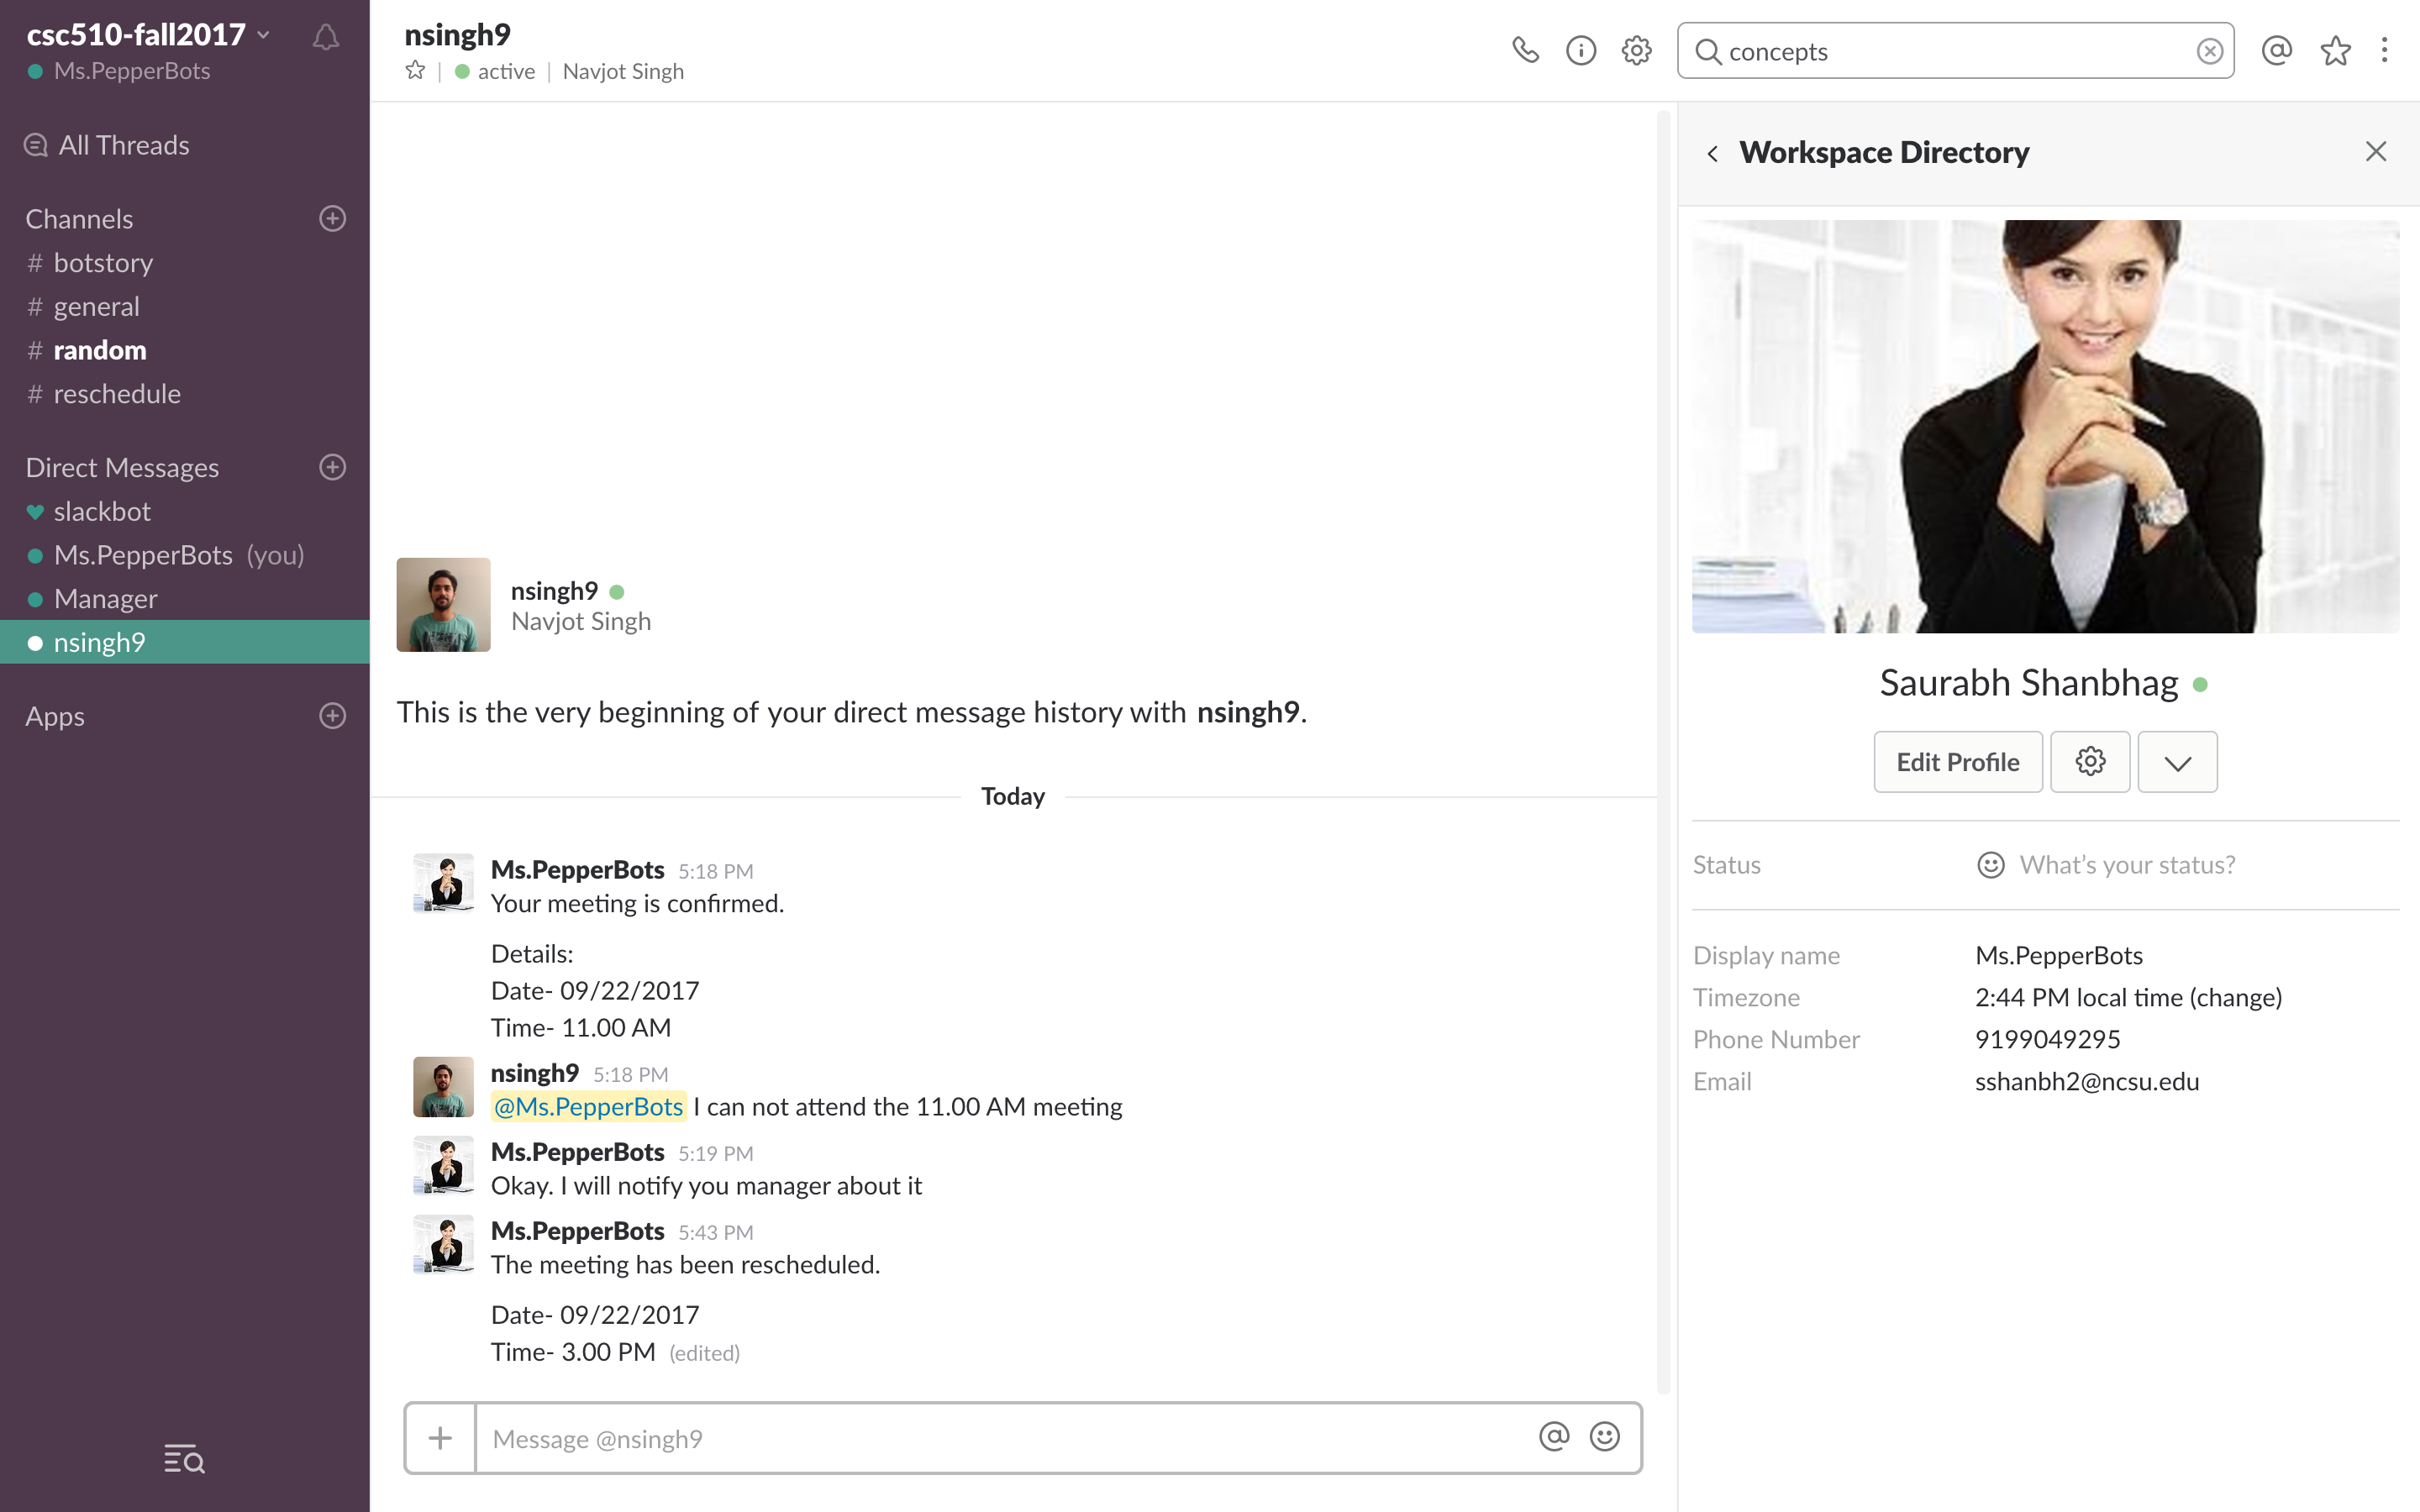 csc510-fall2017
Ms.PepperBots
All Threads
Channels
# botstory
# general
# random
# reschedule
Direct Messages
slackbot
Ms.PepperBots (you)
Manager
nsingh9
Apps
nsingh9
active | Navjot Singh
concepts
nsingh9
Navjot Singh
This is the very beginning of your direct message history with nsingh9.
Today
Ms.PepperBots 5:18 PM
Your meeting is confirmed.
Details:
Date- 09/22/2017
Time- 11.00 AM
nsingh9 5:18 PM
@Ms.PepperBots I can not attend the 11.00 AM meeting
Ms.PepperBots 5:19 PM
Okay. I will notify you manager about it
Ms.PepperBots 5:43 PM
The meeting has been rescheduled.
Date- 09/22/2017
Time- 3.00 PM (edited)
Message @nsingh9
Workspace Directory
Saurabh Shanbhag
Edit Profile
Status What's your status?
Display name Ms.PepperBots
Timezone 2:44 PM local time (change)
Phone Number 9199049295
Email sshanbh2@ncsu.edu